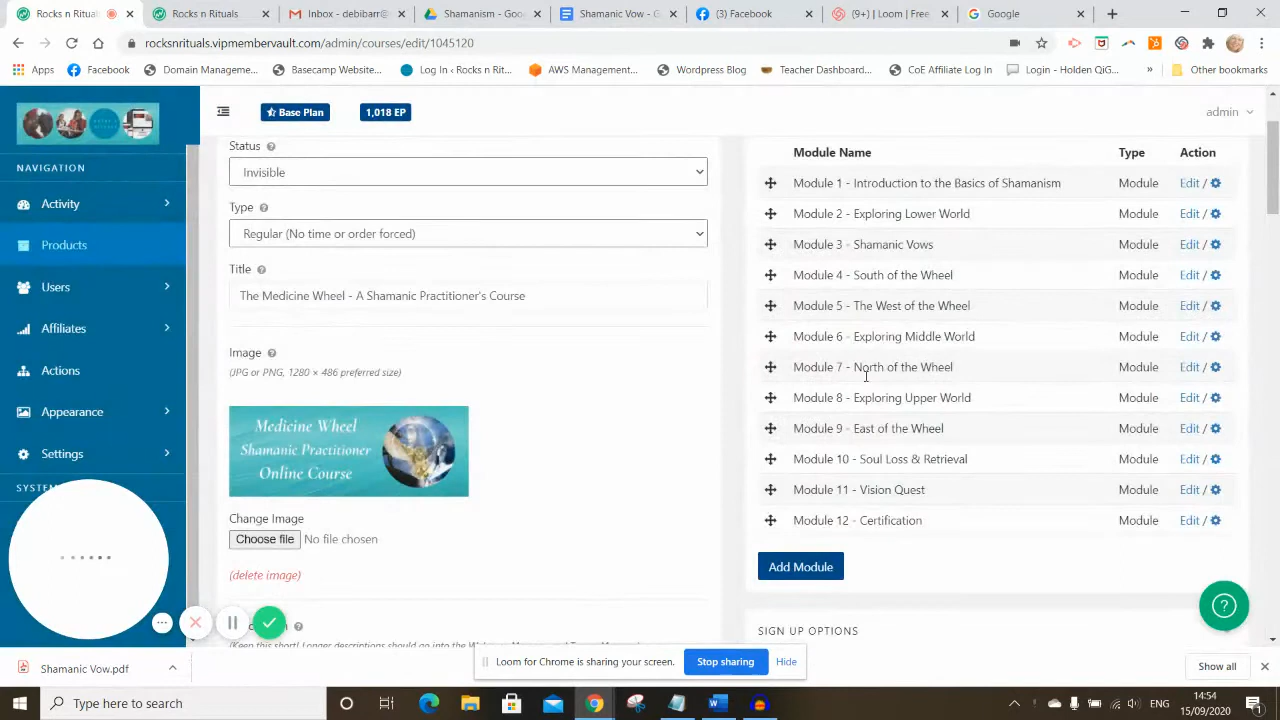 Rocks n Rituals
Rocks n Rituals.
Inbox - debibarr@
Shamanism - Goo
Shamanic Vow - G
(3) Facebook
(9+) | Loom | Free
Google
rocksnrituals.vipmembervault.com/admin/courses/edit/1045120
Apps
Facebook
Domain Manageme...
Basecamp Website...
Log In ‹ Rocks n Rit...
AWS Management...
Wordpress Blog
Teacher Dashboar...
CoE Affiliate Log In
Login - Holden QiG...
»
Other bookmarks
Base Plan
1,018 EP
admin
NAVIGATION
Activity
Products
Users
Affiliates
Actions
Appearance
Settings
Status
Invisible
Type
Regular (No time or order forced)
Title
The Medicine Wheel - A Shamanic Practitioner's Course
Image
(JPG or PNG, 1280 × 486 preferred size)
Medicine Wheel
Shamanic Practitioner
Online Course
Change Image
Choose file No file chosen
(delete image)
(Keep this short! Longer descriptions should go into the
Module Name Type Action
Module 1 - Introduction to the Basics of Shamanism Module Edit /
Module 2 - Exploring Lower World Module Edit /
Module 3 - Shamanic Vows Module Edit /
Module 4 - South of the Wheel Module Edit /
Module 5 - The West of the Wheel Module Edit /
Module 6 - Exploring Middle World Module Edit /
Module 7 - North of the Wheel Module Edit /
Module 8 - Exploring Upper World Module Edit /
Module 9 - East of the Wheel Module Edit /
Module 10 - Soul Loss & Retrieval Module Edit /
Module 11 - Vision Quest Module Edit /
Module 12 - Certification Module Edit /
Add Module
SIGN UP OPTIONS
Loom for Chrome is sharing your screen.
Stop sharing
Hide
Shamanic Vow.pdf
Show all
Type here to search
ENG
14:54
15/09/2020